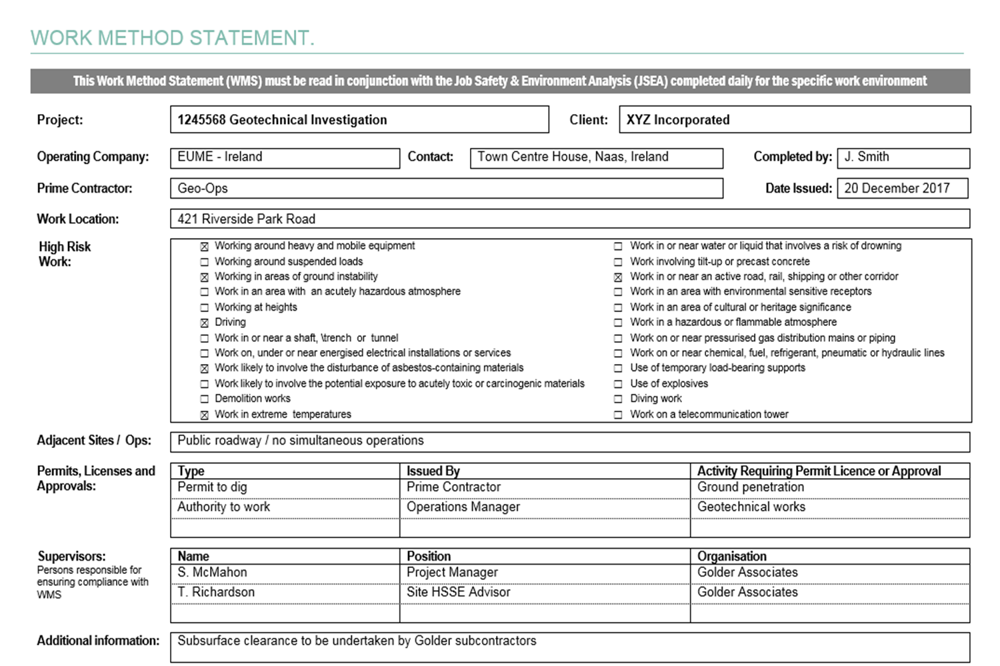 WORK METHOD STATEMENT.
This Work Method Statement (WMS) must be read in conjunction with the Job Safety & Environment Analysis (JSEA) completed daily for the specific work environment
Project: 1245568 Geotechnical Investigation Client: XYZ Incorporated
Operating Company: EUME - Ireland Contact: Town Centre House, Naas, Ireland Completed by: J. Smith
Prime Contractor: Geo-Ops Date Issued: 20 December 2017
Work Location: 421 Riverside Park Road
High Risk
Work:
☒ Working around heavy and mobile equipment
☐ Working around suspended loads
☒ Working in areas of ground instability
☐ Work in an area with an acutely hazardous atmosphere
☐ Working at heights
☒ Driving
☐ Work in or near a shaft, \trench or tunnel
☐ Work on, under or near energised electrical installations or services
☒ Work likely to involve the disturbance of asbestos-containing materials
☐ Work likely to involve the potential exposure to acutely toxic or carcinogenic materials
☐ Demolition works
☒ Work in extreme temperatures
☐ Work in or near water or liquid that involves a risk of drowning
☐ Work involving tilt-up or precast concrete
☒ Work in or near an active road, rail, shipping or other corridor
☐ Work in an area with environmental sensitive receptors
☐ Work in an area of cultural or heritage significance
☐ Work in a hazardous or flammable atmosphere
☐ Work on or near pressurised gas distribution mains or piping
☐ Work on or near chemical, fuel, refrigerant, pneumatic or hydraulic lines
☐ Use of temporary load-bearing supports
☐ Use of explosives
☐ Diving work
☐ Work on a telecommunication tower
Adjacent Sites / Ops: Public roadway / no simultaneous operations
Permits, Licenses and
Approvals:
Type Issued By Activity Requiring Permit Licence or Approval
Permit to dig Prime Contractor Ground penetration
Authority to work Operations Manager Geotechnical works
Supervisors:
Persons responsible for
ensuring compliance with
WMS
Name Position Organisation
S. McMahon Project Manager Golder Associates
T. Richardson Site HSSE Advisor Golder Associates
Additional information: Subsurface clearance to be undertaken by Golder subcontractors